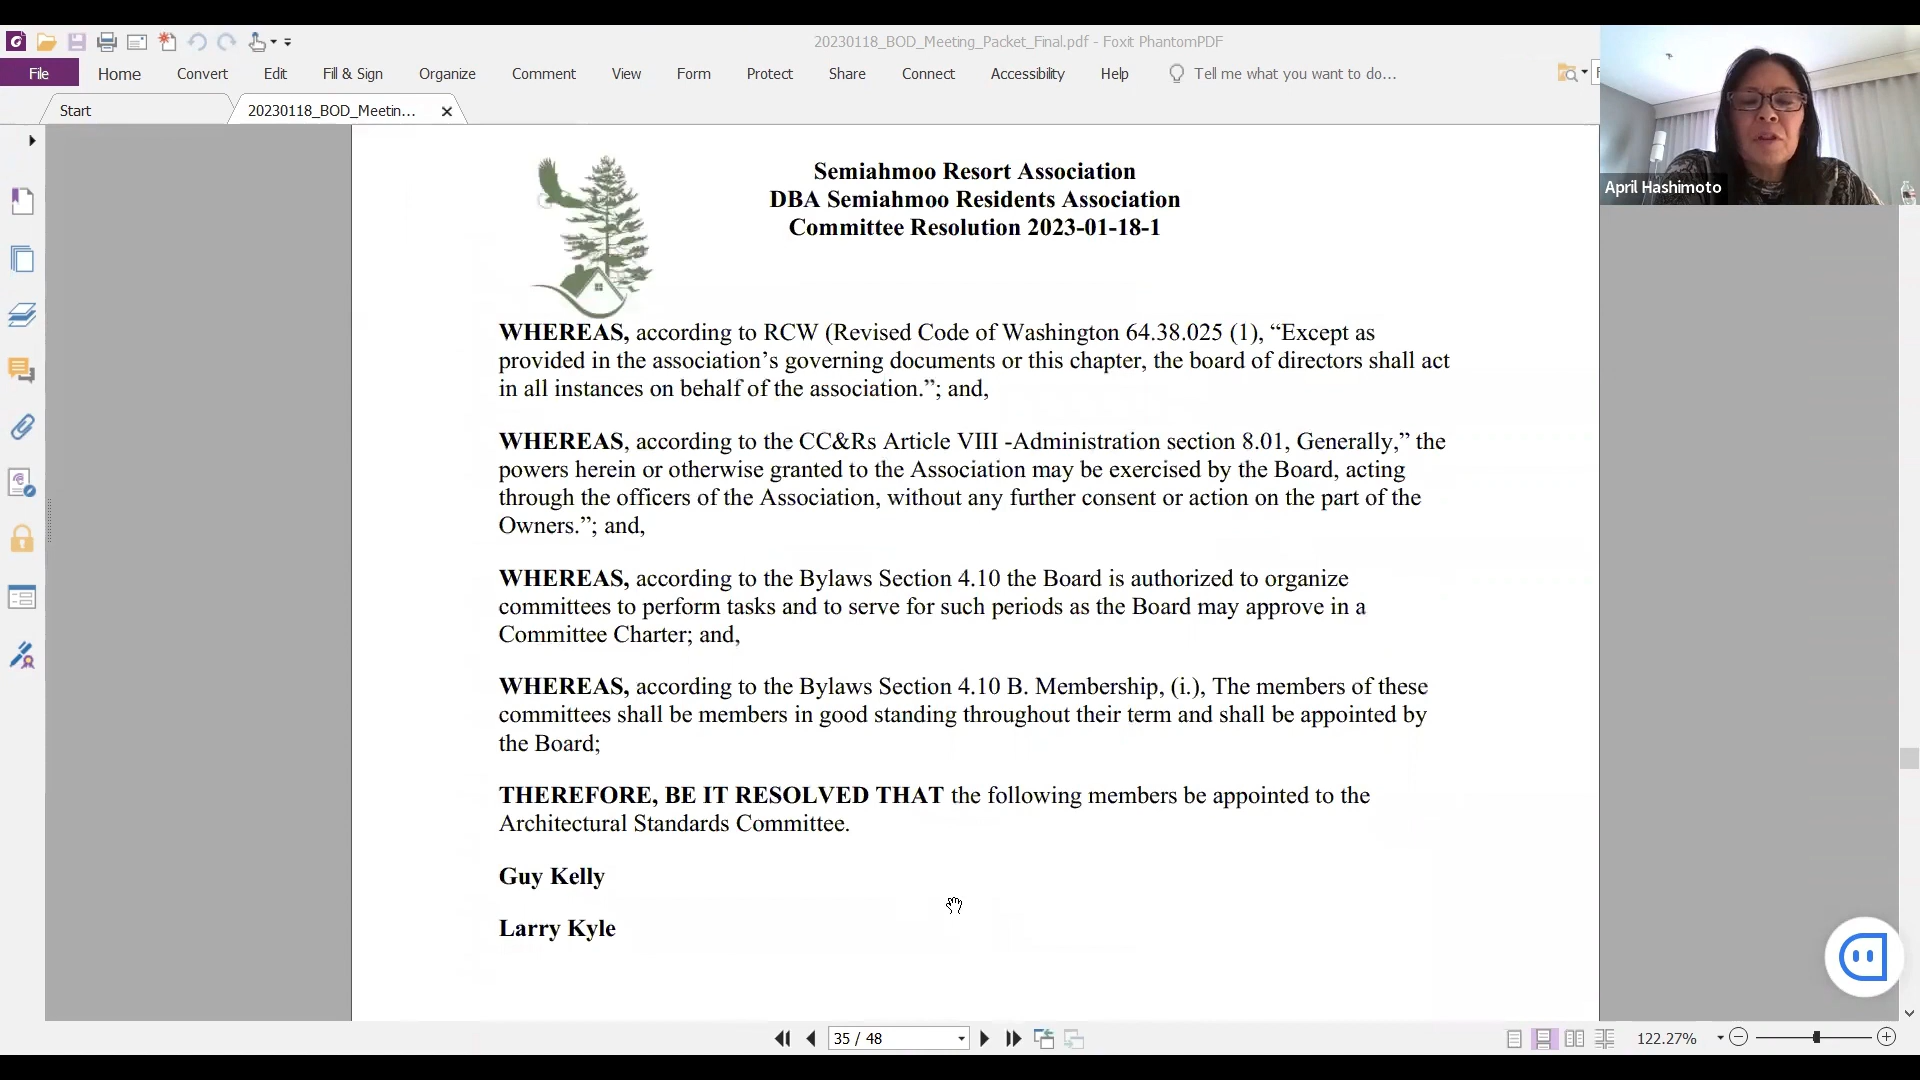 20230118_BOD_Meeting_Packet_Final.pdf - Foxit PhantomPDF
File Home Convert Edit Fill & Sign Organize Comment View Form Protect Share Connect Accessibility Help Tell me what you want to do...
Start 20230118_BOD_Meetin...
April Hashimoto
Semiahmoo Resort Association
DBA Semiahmoo Residents Association
Committee Resolution 2023-01-18-1
WHEREAS, according to RCW (Revised Code of Washington 64.38.025 (1), “Except as
provided in the association’s governing documents or this chapter, the board of directors shall act
in all instances on behalf of the association.”; and,
WHEREAS, according to the CC&Rs Article VIII -Administration section 8.01, Generally,” the
powers herein or otherwise granted to the Association may be exercised by the Board, acting
through the officers of the Association, without any further consent or action on the part of the
Owners.”; and,
WHEREAS, according to the Bylaws Section 4.10 the Board is authorized to organize
committees to perform tasks and to serve for such periods as the Board may approve in a
Committee Charter; and,
WHEREAS, according to the Bylaws Section 4.10 B. Membership, (i.), The members of these
committees shall be members in good standing throughout their term and shall be appointed by
the Board;
THEREFORE, BE IT RESOLVED THAT the following members be appointed to the
Architectural Standards Committee.
Guy Kelly
Larry Kyle
35 / 48
122.27%